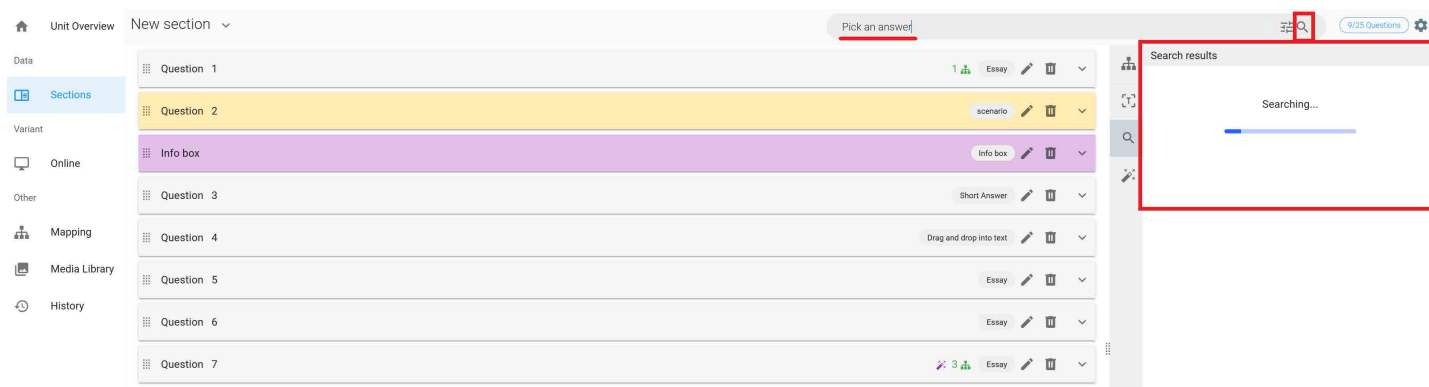 Unit Overview
New section
Pick an answer
9/25 Questions
Data
Sections
Variant
Online
Other
Mapping
Media Library
History
Question 1
1
Essay
Question 2
scenario
Info box
Info box
Question 3
Short Answer
Question 4
Drag and drop into text
Question 5
Essay
Question 6
Essay
Question 7
3
Essay
[T]
Search results
Searching...